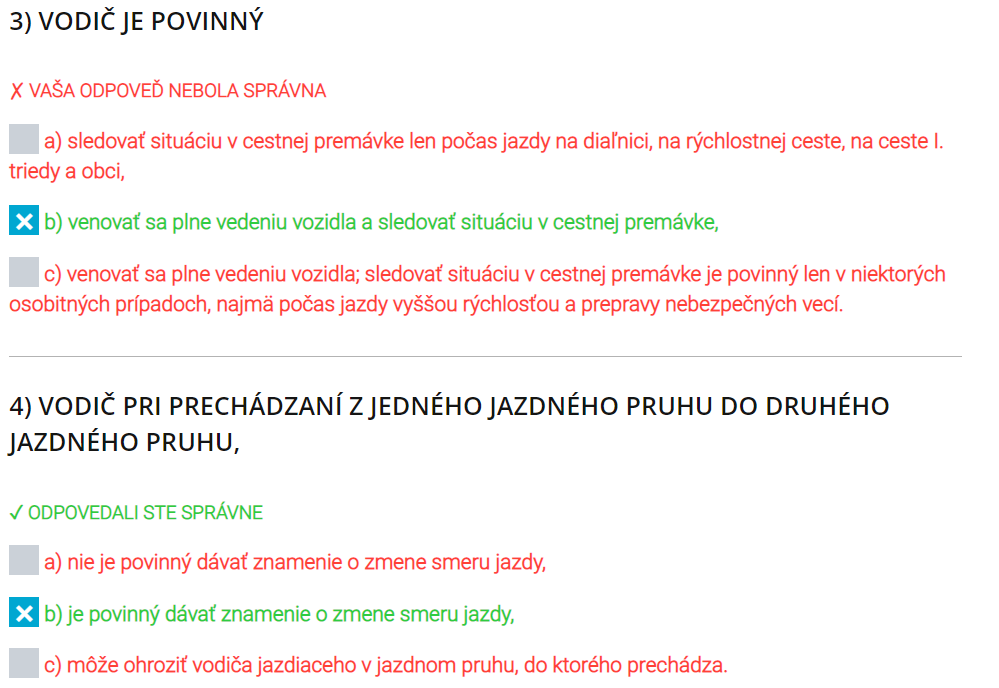 3) VODIČ JE POVINNÝ
✗ VAŠA ODPOVEĎ NEBOLA SPRÁVNA
a) sledovať situáciu v cestnej premávke len počas jazdy na diaľnici, na rýchlostnej ceste, na ceste I.
triedy a obci,
b) venovať sa plne vedeniu vozidla a sledovať situáciu v cestnej premávke,
c) venovať sa plne vedeniu vozidla; sledovať situáciu v cestnej premávke je povinný len v niektorých
osobitných prípadoch, najmä počas jazdy vyššou rýchlosťou a prepravy nebezpečných vecí.
4) VODIČ PRI PRECHÁDZANÍ Z JEDNÉHO JAZDNÉHO PRUHU DO DRUHÉHO
JAZDNÉHO PRUHU,
✓ ODPOVEDALI STE SPRÁVNE
a) nie je povinný dávať znamenie o zmene smeru jazdy,
b) je povinný dávať znamenie o zmene smeru jazdy,
c) môže ohroziť vodiča jazdiaceho v jazdnom pruhu, do ktorého prechádza.